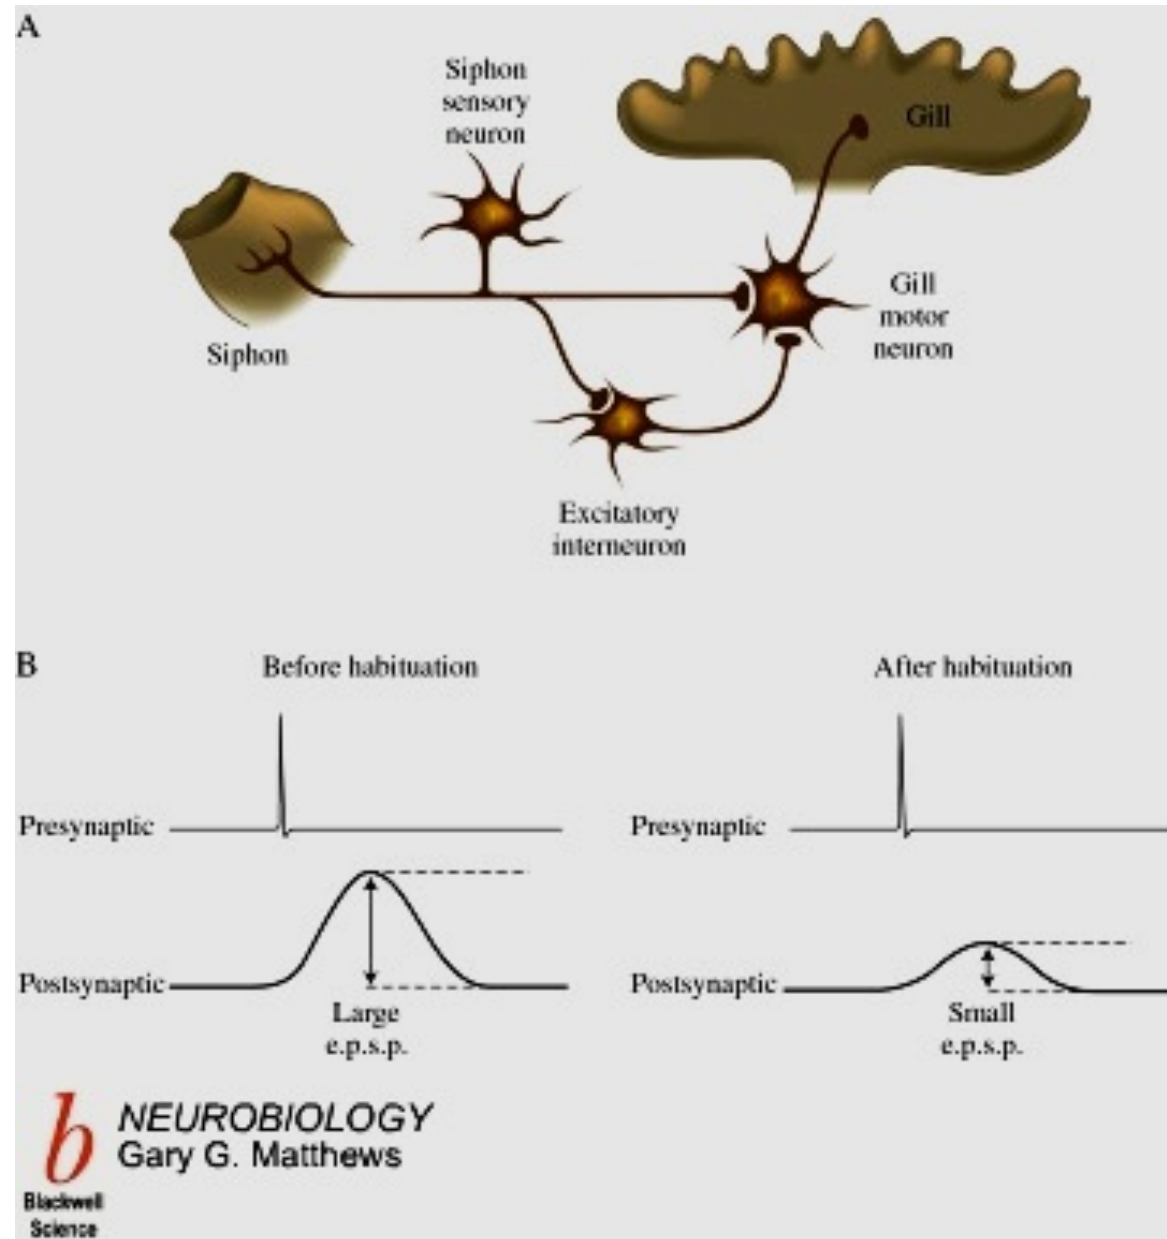 A
Siphon
sensory
neuron
Gill
Gill
motor
neuron
Siphon
Excitatory
interneuron
B
Before habituation
After habituation
Presynaptic
Presynaptic
Postsynaptic
Postsynaptic
Large
e.p.s.p.
Small
e.p.s.p.
b
NEUROBIOLOGY
Gary G. Matthews
Blackwell
Science